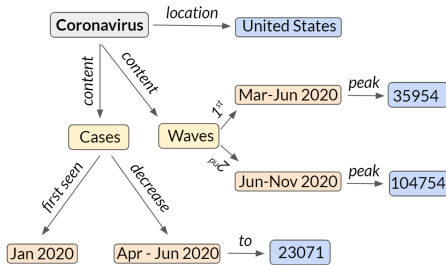 Coronavirus
location
United States
content
content
Mar-Jun 2020
peak
35954
1st
Cases
Waves
2nd
Jun-Nov 2020
peak
104754
first seen
decrease
Jan 2020
Apr - Jun 2020
to
23071